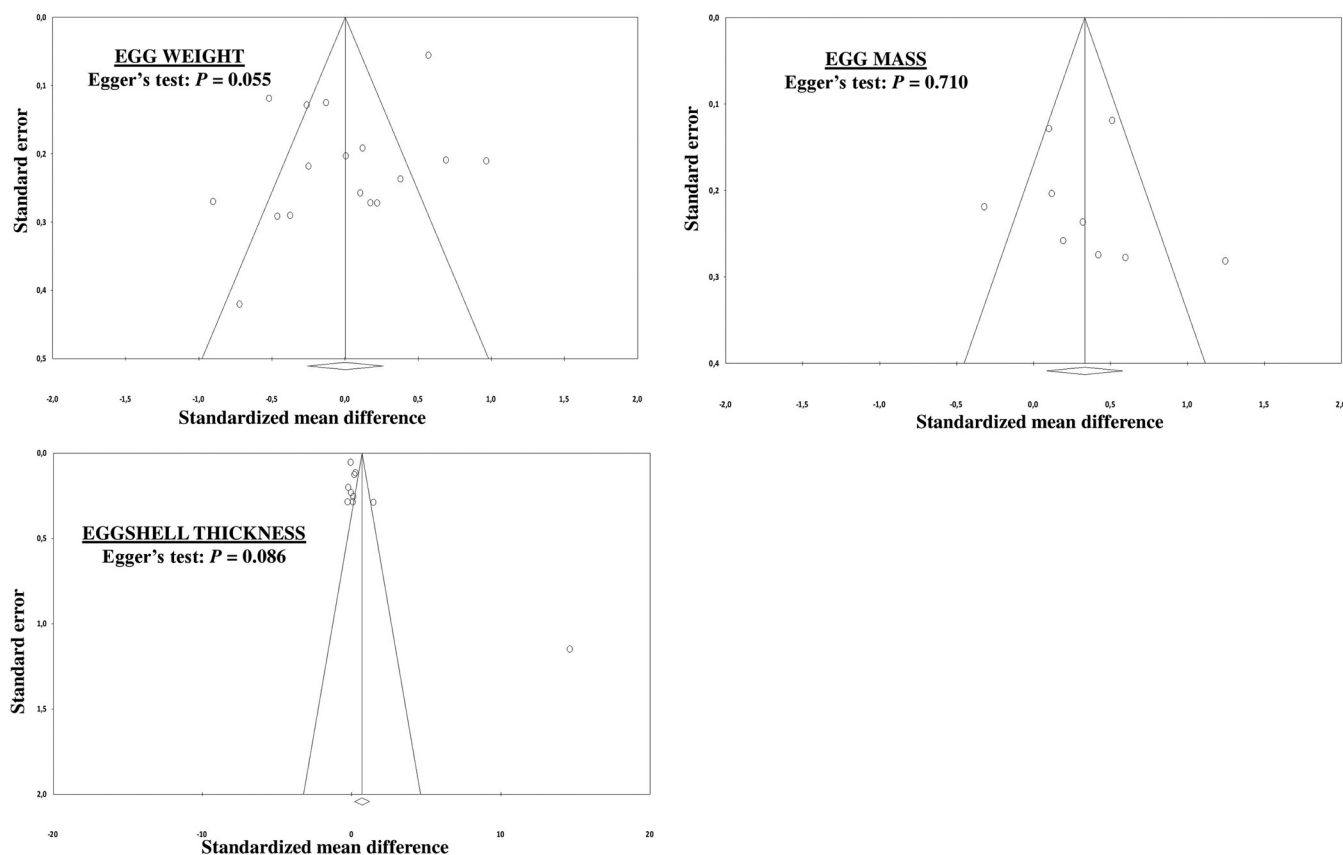 EGG WEIGHT
Egger's test: P = 0.055
Standard error
0,0
0,1
0,2
0,3
0,4
0,5
-2,0 -1,5 -1,0 -0,5 0,0 0,5 1,0 1,5 2,0
Standardized mean difference
EGG MASS
Egger's test: P = 0.710
Standard error
0,0
0,1
0,2
0,3
0,4
-2,0 -1,5 -1,0 -0,5 0,0 0,5 1,0 1,5 2,0
Standardized mean difference
EGGSHELL THICKNESS
Egger's test: P = 0.086
Standard error
0,0
0,5
1,0
1,5
2,0
-20 -10 0 10 20
Standardized mean difference